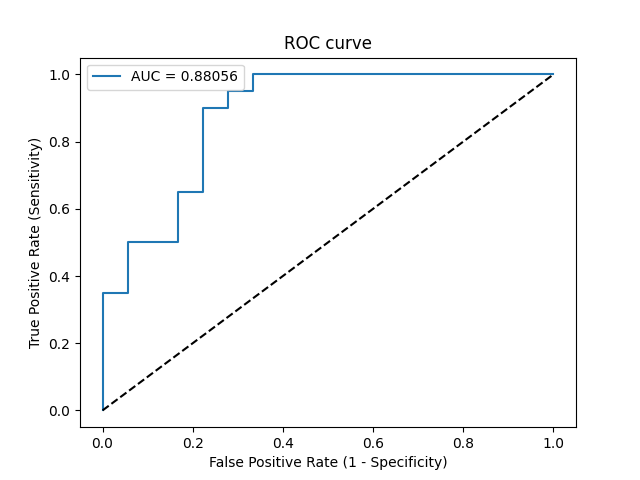 ROC curve
AUC = 0.88056
True Positive Rate (Sensitivity)
1.0
0.8
0.6
0.4
0.2
0.0
0.0 0.2 0.4 0.6 0.8 1.0
False Positive Rate (1 - Specificity)